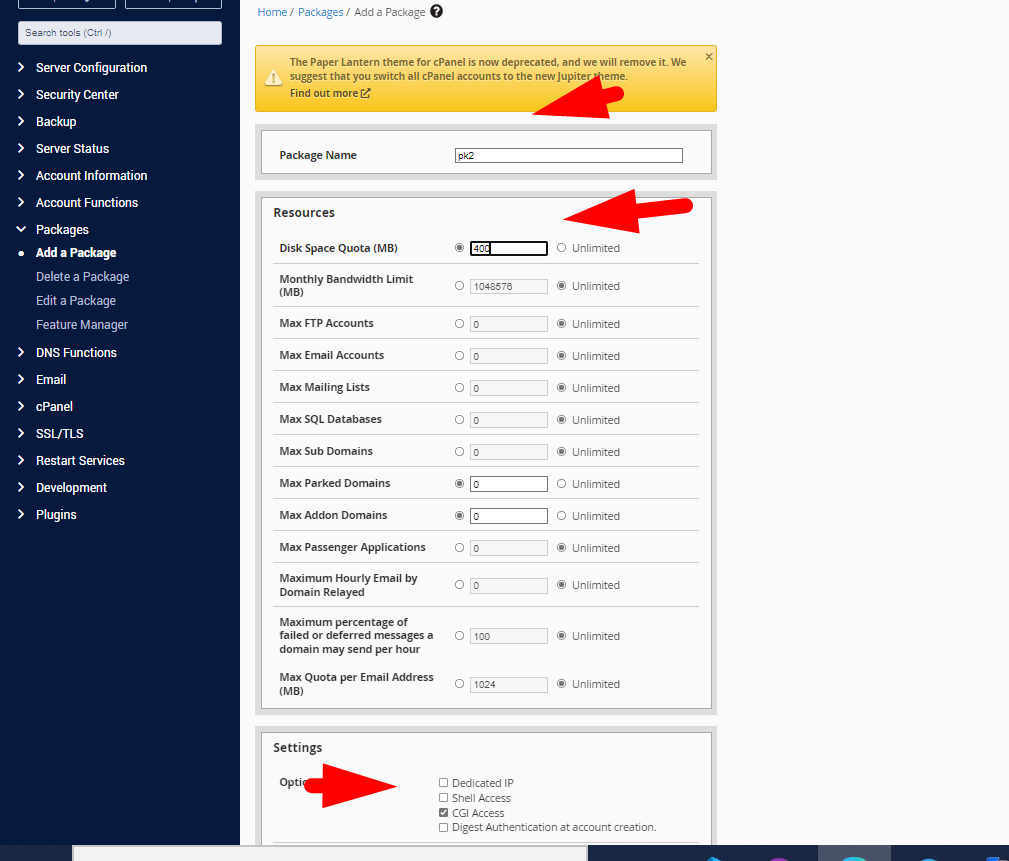 Home / Packages / Add a Package ?
Search tools (Ctrl /)
Server Configuration
Security Center
Backup
Server Status
Account Information
Account Functions
Packages
Add a Package
Delete a Package
Edit a Package
Feature Manager
DNS Functions
Email
cPanel
SSL/TLS
Restart Services
Development
Plugins
The Paper Lantern theme for cPanel is now deprecated, and we will remove it. We
suggest that you switch all cPanel accounts to the new Jupiter theme.
Find out more
Package Name pk2
Resources
Disk Space Quota (MB) 400 Unlimited
Monthly Bandwidth Limit
(MB) 1048576 Unlimited
Max FTP Accounts 0 Unlimited
Max Email Accounts 0 Unlimited
Max Mailing Lists 0 Unlimited
Max SQL Databases 0 Unlimited
Max Sub Domains 0 Unlimited
Max Parked Domains 0 Unlimited
Max Addon Domains 0 Unlimited
Max Passenger Applications 0 Unlimited
Maximum Hourly Email by
Domain Relayed 0 Unlimited
Maximum percentage of
failed or deferred messages a 100 Unlimited
domain may send per hour
Max Quota per Email Address
(MB) 1024 Unlimited
Settings
Dedicated IP
Shell Access
CGI Access
Digest Authentication at account creation.